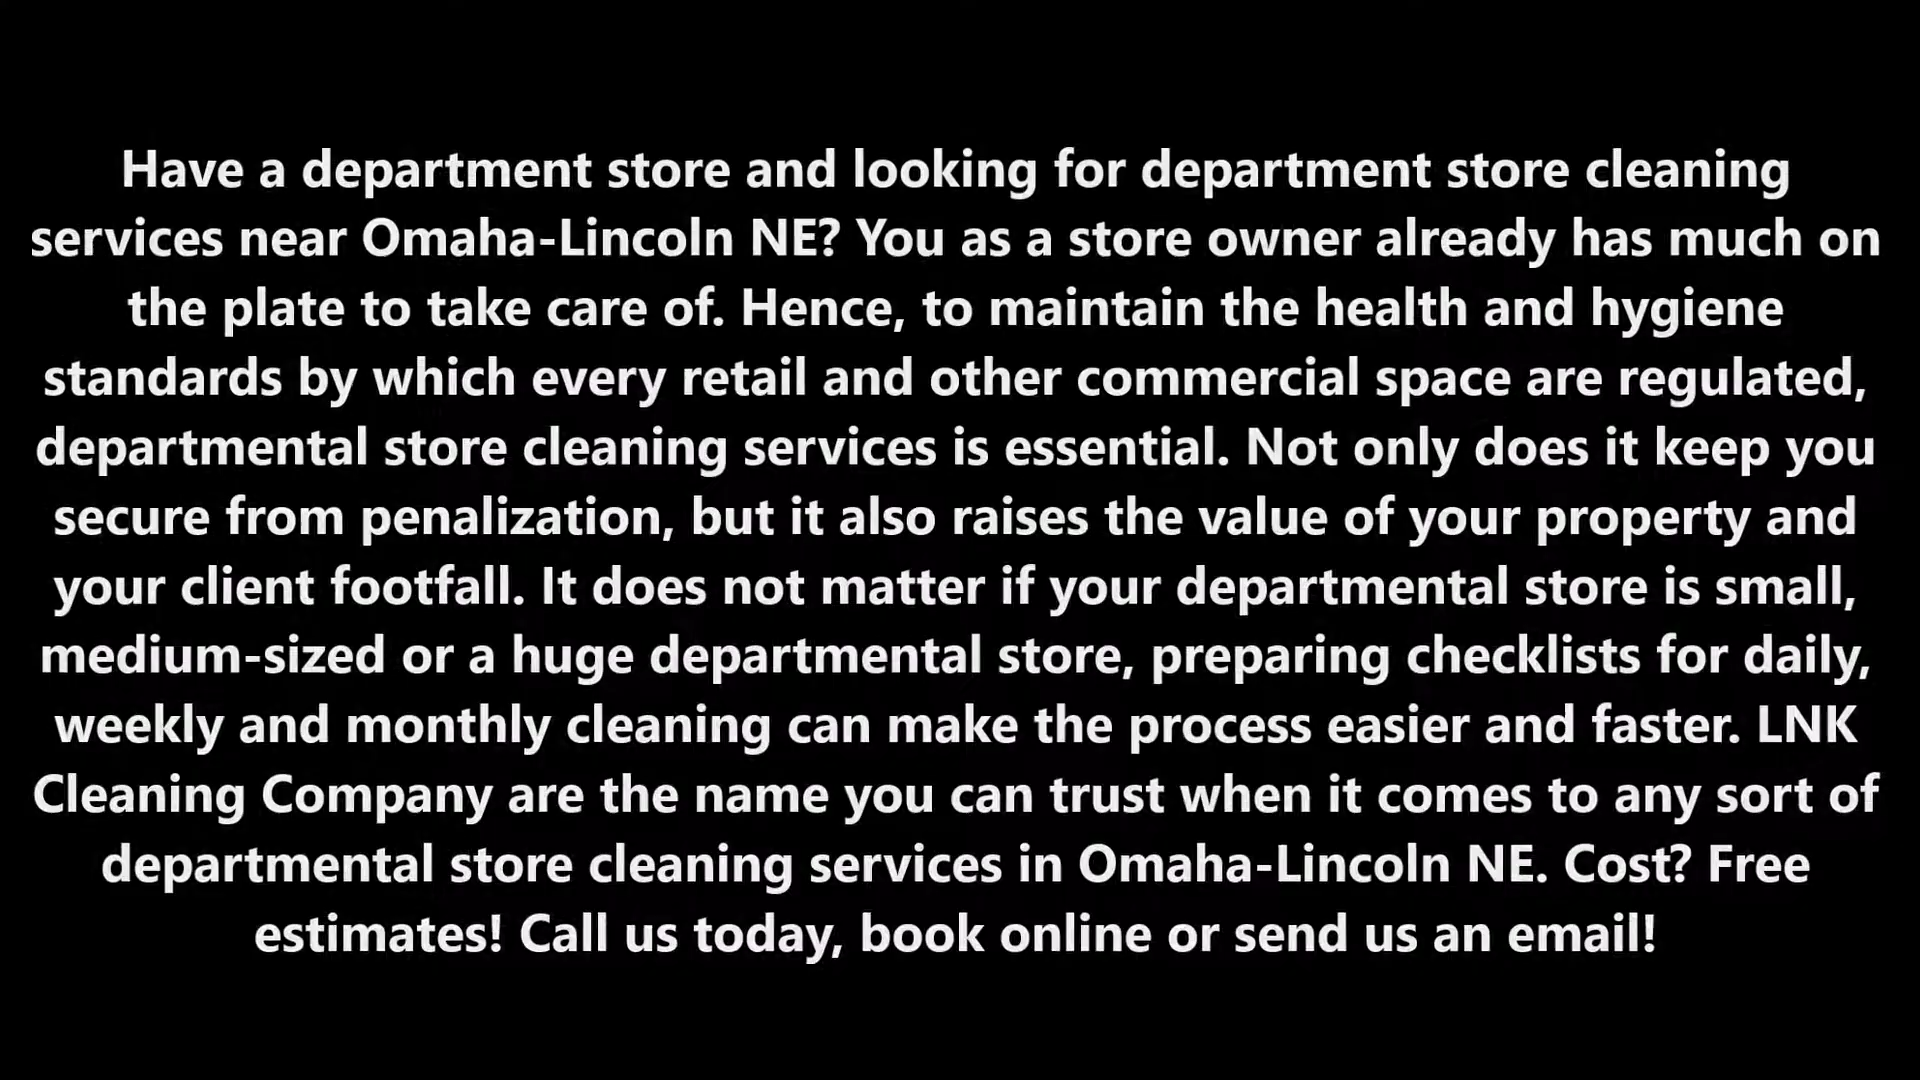 Have a department store and looking for department store cleaning
services near Omaha-Lincoln NE? You as a store owner already has much on
the plate to take care of. Hence, to maintain the health and hygiene
standards by which every retail and other commercial space are regulated,
departmental store cleaning services is essential. Not only does it keep you
secure from penalization, but it also raises the value of your property and
your client footfall. It does not matter if your departmental store is small,
medium-sized or a huge departmental store, preparing checklists for daily,
weekly and monthly cleaning can make the process easier and faster. LNK
Cleaning Company are the name you can trust when it comes to any sort of
departmental store cleaning services in Omaha-Lincoln NE. Cost? Free
estimates! Call us today, book online or send us an email!